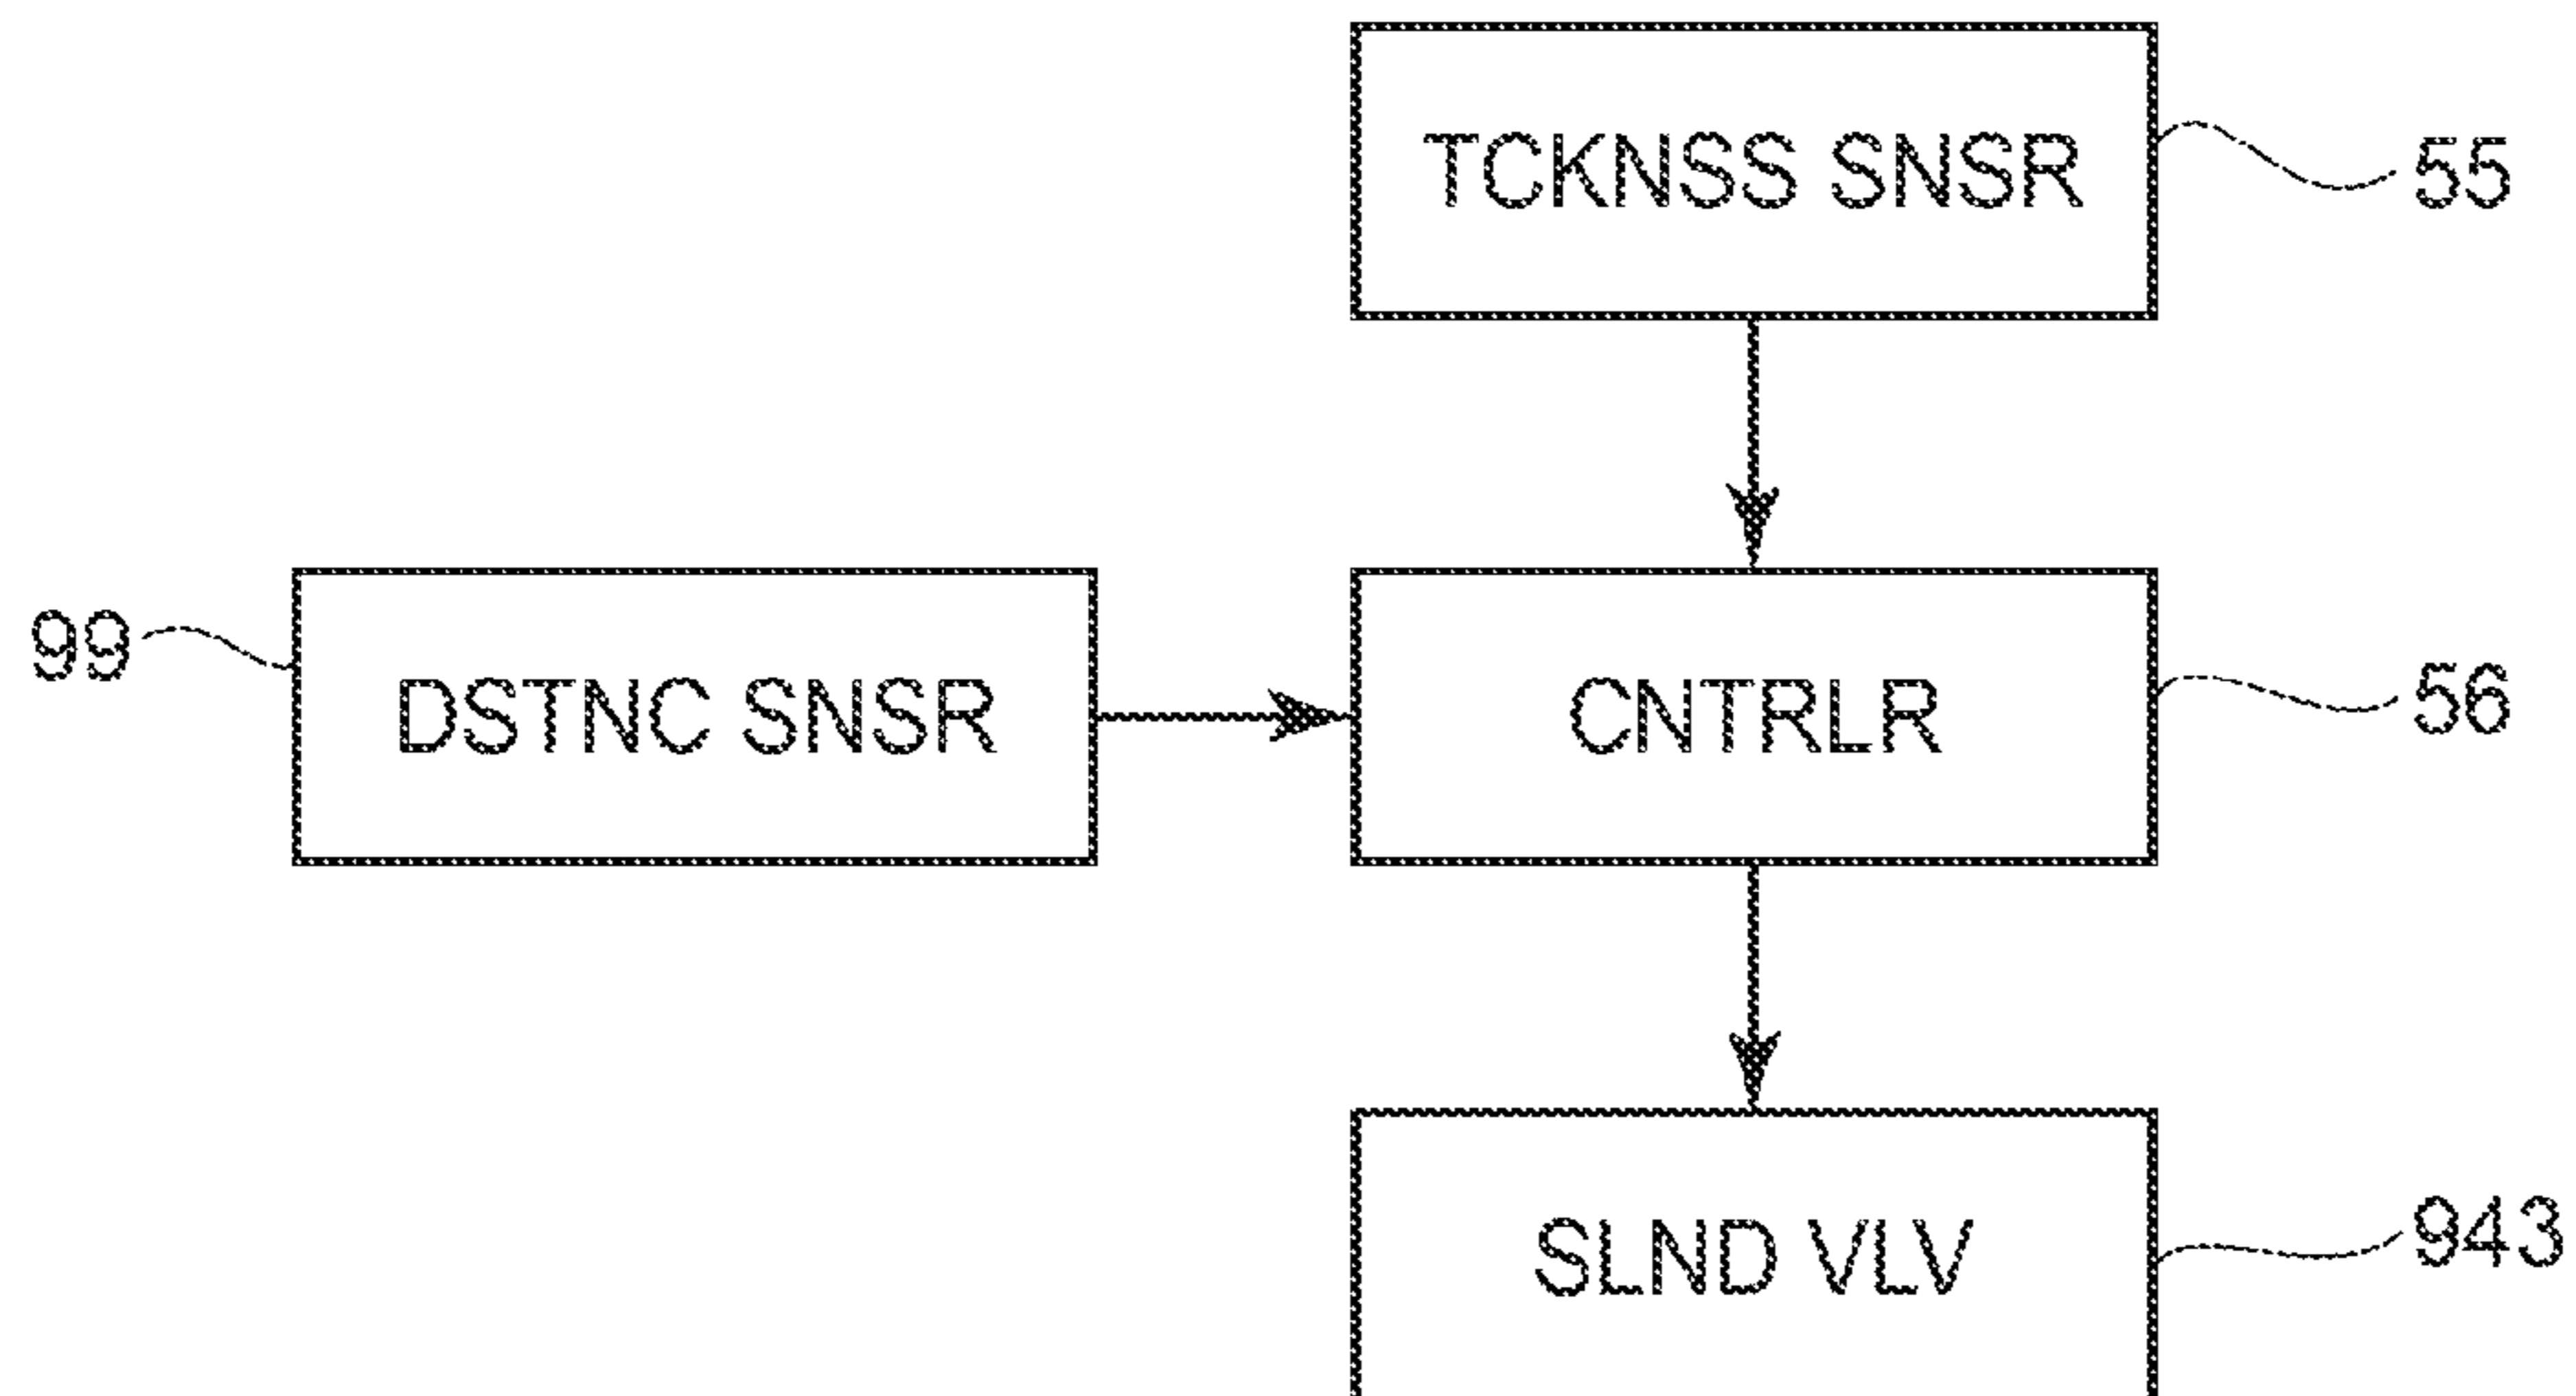 TCKNSS SNSR
55
99
DSTNC SNSR
CNTRLR
56
SLND VLV
943